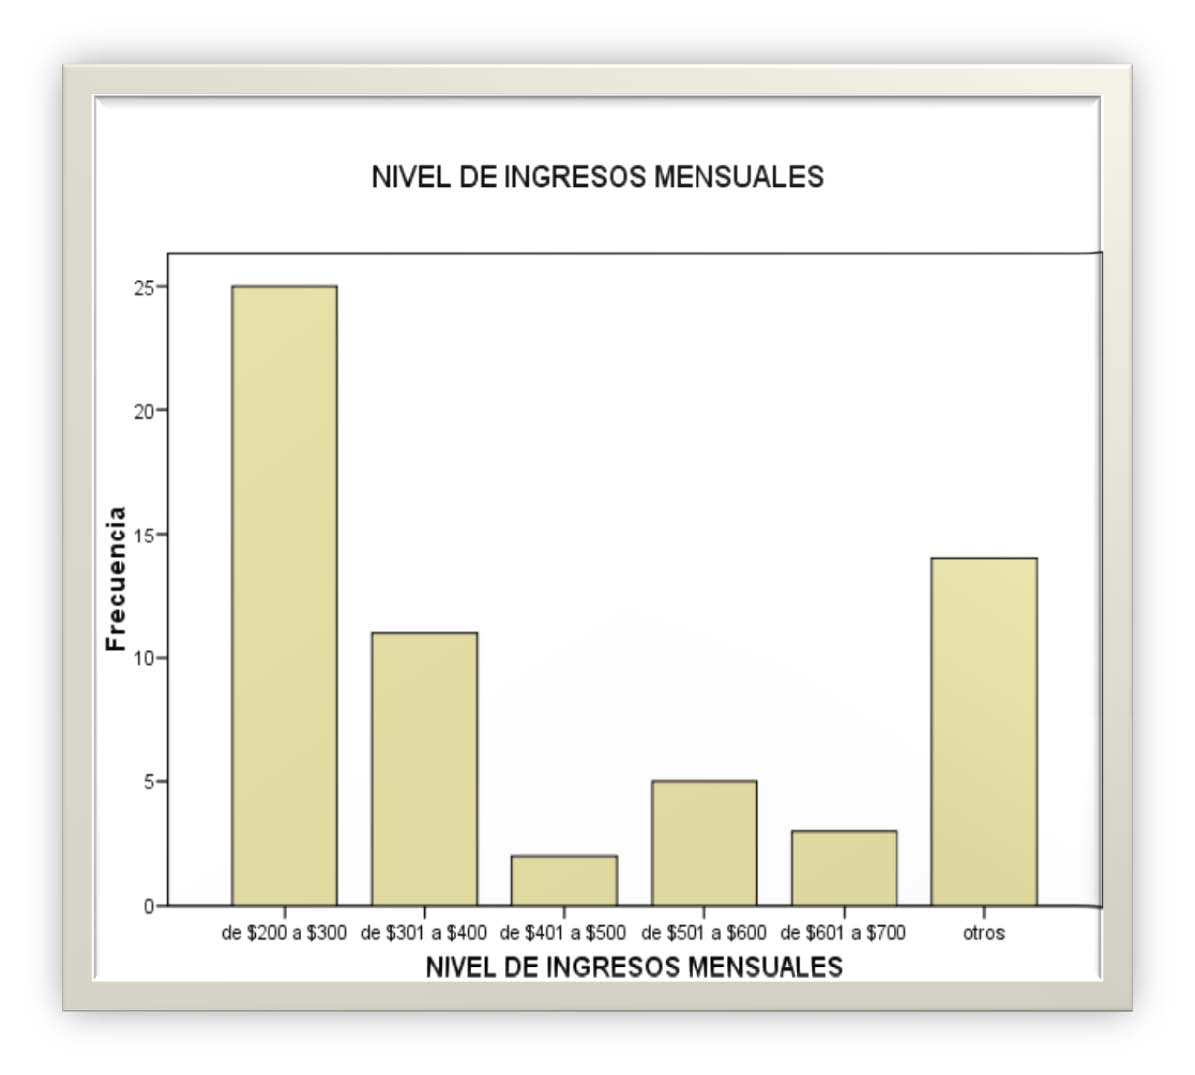 NIVEL DE INGRESOS MENSUALES
Frecuencia
25
20
15
10
5
0
de $200 a $300 de $301 a $400 de $401 a $500 de $501 a $600 de $601 a $700 otros
NIVEL DE INGRESOS MENSUALES